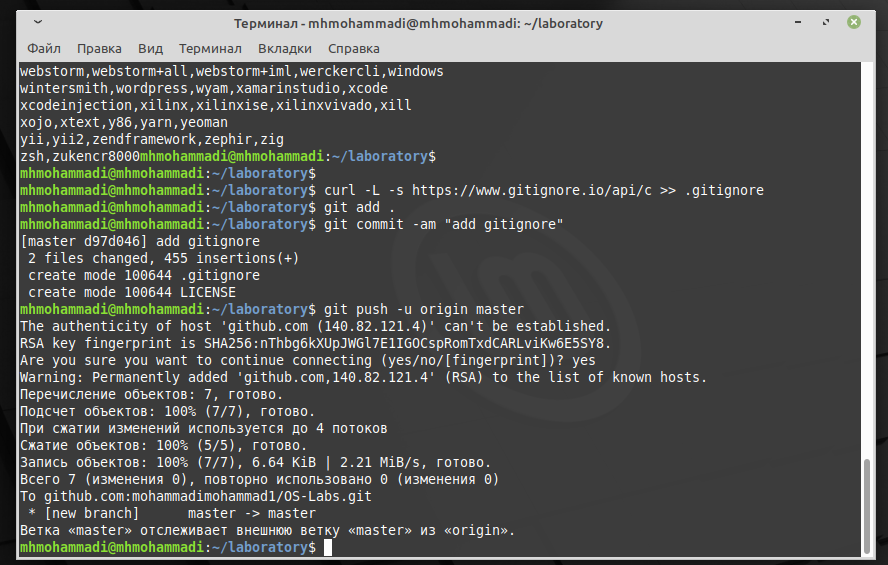 Терминал - mhmohammadi@mhmohammadi: ~/laboratory
Файл Правка Вид Терминал Вкладки Справка
webstorm,webstorm+all,webstorm+iml,werckercli,windows
wintersmith,wordpress,wyam,xamarinstudio,xcode
xcodeinjection,xilinx,xilinxise,xilinxvivado,xill
xojo,xtext,y86,yarn,yeoman
yii,yii2,zendframework,zephir,zig
zsh,zukencr8000mhmohammadi@mhmohammadi:~/laboratory$
mhmohammadi@mhmohammadi:~/laboratory$
mhmohammadi@mhmohammadi:~/laboratory$ curl -L -s https://www.gitignore.io/api/c >> .gitignore
mhmohammadi@mhmohammadi:~/laboratory$ git add .
mhmohammadi@mhmohammadi:~/laboratory$ git commit -am "add gitignore"
[master d97d046] add gitignore
 2 files changed, 455 insertions(+)
 create mode 100644 .gitignore
 create mode 100644 LICENSE
mhmohammadi@mhmohammadi:~/laboratory$ git push -u origin master
The authenticity of host 'github.com (140.82.121.4)' can't be established.
RSA key fingerprint is SHA256:nThbg6kXUpJWGl7E1IGOCspRomTxdCARLviKw6E5SY8.
Are you sure you want to continue connecting (yes/no/[fingerprint])? yes
Warning: Permanently added 'github.com,140.82.121.4' (RSA) to the list of known hosts.
Перечисление объектов: 7, готово.
Подсчет объектов: 100% (7/7), готово.
При сжатии изменений используется до 4 потоков
Сжатие объектов: 100% (5/5), готово.
Запись объектов: 100% (7/7), 6.64 KiB | 2.21 MiB/s, готово.
Всего 7 (изменения 0), повторно использовано 0 (изменения 0)
To github.com:mohammadimohammad1/OS-Labs.git
 * [new branch]      master -> master
Ветка «master» отслеживает внешнюю ветку «master» из «origin».
mhmohammadi@mhmohammadi:~/laboratory$